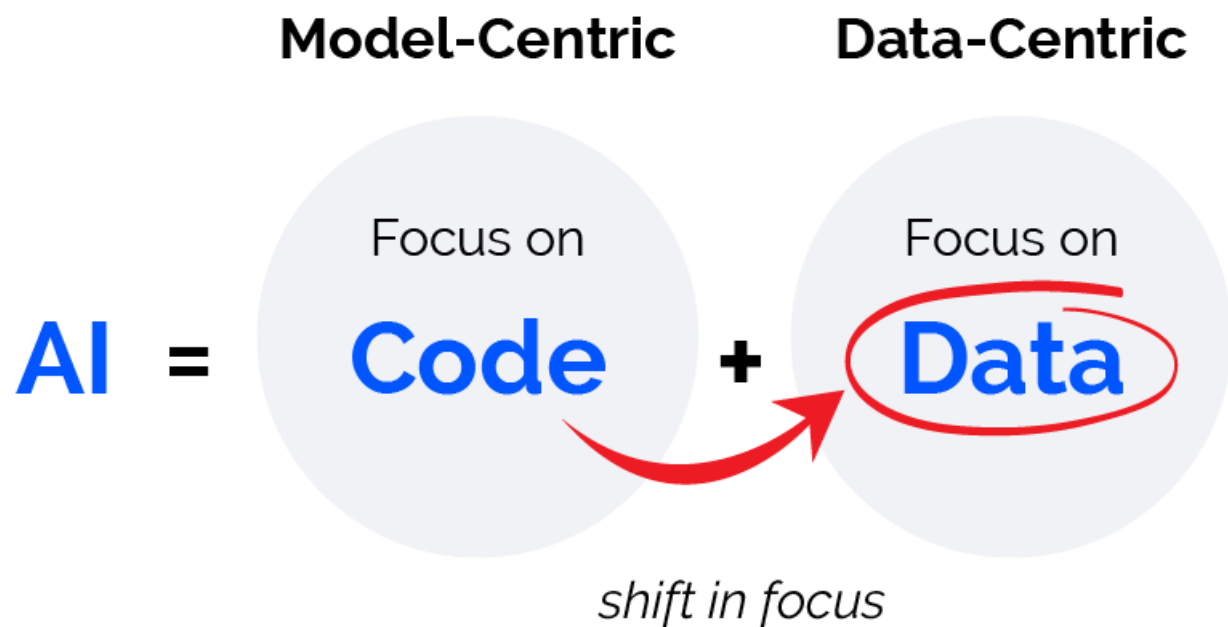 Model-Centric Data-Centric
Focus on Focus on
AI = Code + Data
shift in focus